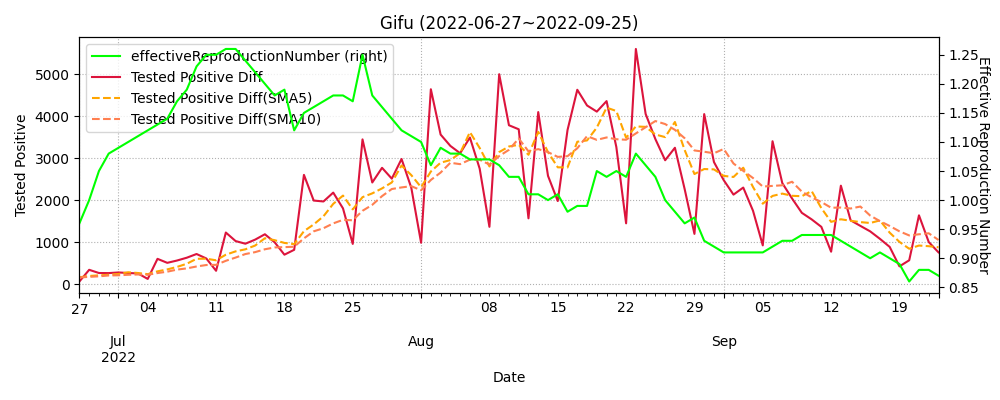 Gifu (2022-06-27~2022-09-25)
effectiveReproductionNumber (right)
Tested Positive Diff
Tested Positive Diff(SMA5)
Tested Positive Diff(SMA10)
Tested Positive
5000
4000
3000
2000
1000
0
1.25
1.20
1.15
1.10
1.05
1.00
0.95
0.90
0.85
Effective Reproduction Number
27 04 11 18 25 08 15 22 29 05 12 19
Jul Aug Sep
2022
Date